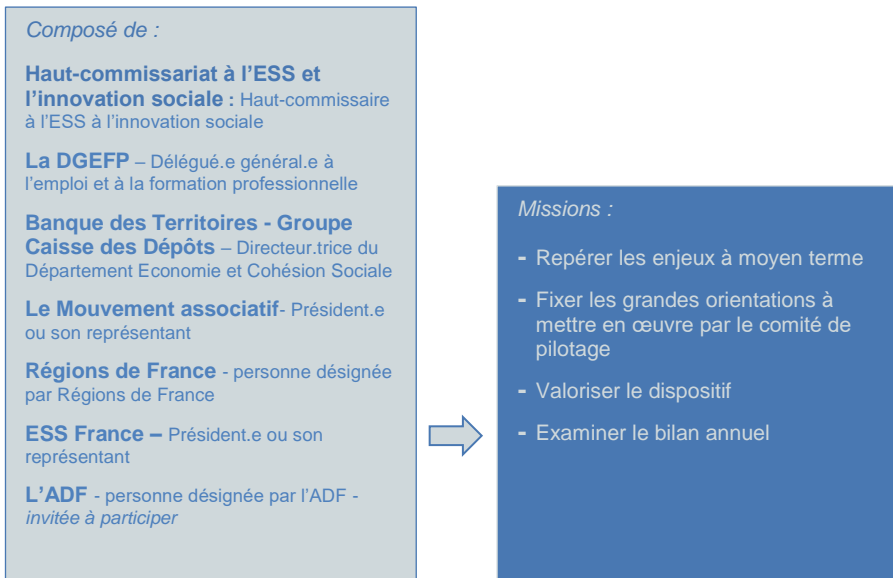 Composé de :
Haut-commissariat à l’ESS et
l’innovation sociale : Haut-commissaire
à l’ESS à l’innovation sociale
La DGEFP – Délégué.e général.e à
l’emploi et à la formation professionnelle
Banque des Territoires - Groupe
Caisse des Dépôts – Directeur.trice du
Département Economie et Cohésion Sociale
Le Mouvement associatif- Président.e
ou son représentant
Régions de France - personne désignée
par Régions de France
ESS France – Président.e ou son
représentant
L’ADF - personne désignée par l’ADF -
invitée à participer
Missions :
- Repérer les enjeux à moyen terme
- Fixer les grandes orientations à
mettre en œuvre par le comité de
pilotage
- Valoriser le dispositif
- Examiner le bilan annuel